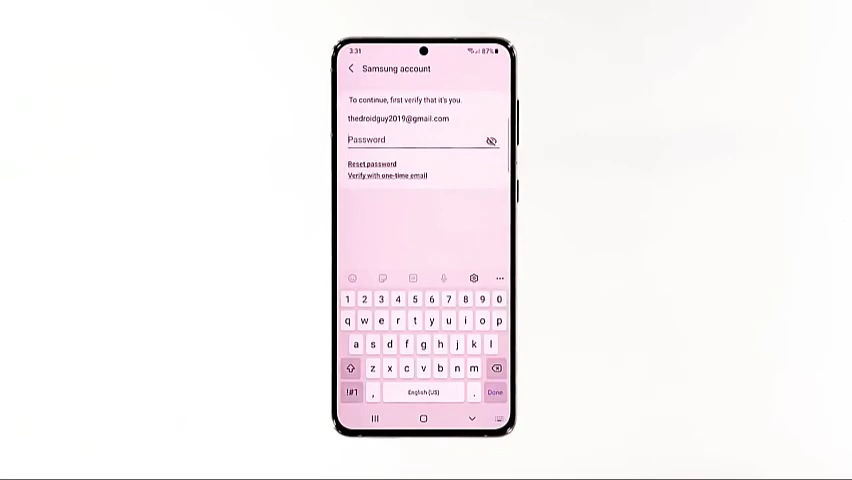 3:31
87%
Samsung account
To continue, first verify that it's you.
thedroidguy2019@gmail.com
Password
Reset password
Verify with one-time email
1 2 3 4 5 6 7 8 9 0
q w e r t y u i o p
a s d f g h j k l
z x c v b n m
!#1 , English (US) . Done